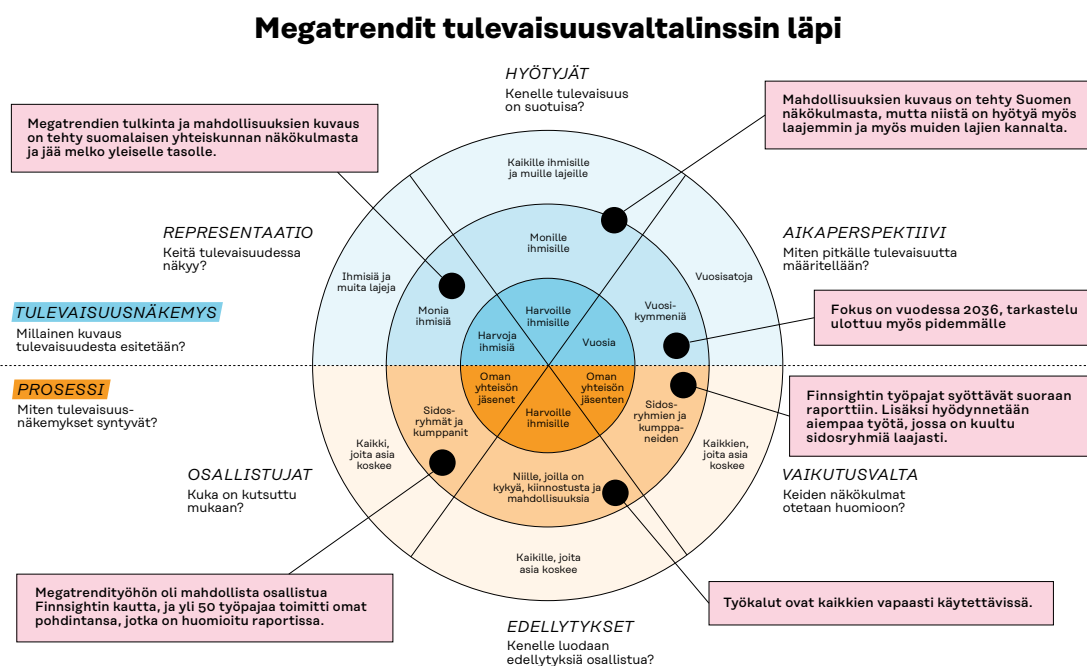 Megatrendit tulevaisuusvaltalinssin läpi
HYÖTYJÄT
Kenelle tulevaisuus
on suotuisa?
Megatrendien tulkinta ja mahdollisuuksien kuvaus
on tehty suomalaisen yhteiskunnan näkökulmasta
ja jää melko yleiselle tasolle.
Mahdollisuuksien kuvaus on tehty Suomen
näkökulmasta, mutta niistä on hyötyä myös
laajemmin ja myös muiden lajien kannalta.
Kaikille ihmisille
ja muille lajeille
REPRESENTAATIO
Keitä tulevaisuudessa
näkyy?
Monille
ihmisille
AIKAPERSPEKTIIVI
Miten pitkälle tulevaisuutta
määritellään?
Ihmisiä ja
muita lajeja
Vuosisatoja
TULEVAISUUSNÄKEMYS
Millainen kuvaus
tulevaisuudesta esitetään?
Monia
ihmisiä
Harvoille
ihmisille
Vuosi-
kymmeniä
Harvoja
ihmisiä
Vuosia
Fokus on vuodessa 2036, tarkastelu
ulottuu myös pidemmälle
PROSESSI
Miten tulevaisuus-
näkemykset syntyvät?
Oman
yhteisön
jäsenet
Oman
yhteisön
jäsenten
Harvoille
ihmisille
Sidos-
ryhmät ja
kumppanit
Sidos-
ryhmien ja
kumppa-
neiden
Finnsightin työpajat syöttävät suoraan
raporttiin. Lisäksi hyödynnetään
aiempaa työtä, jossa on kuultu
sidosryhmiä laajasti.
Kaikki,
joita asia
koskee
Kaikkien,
joita asia
koskee
OSALLISTUJAT
Kuka on kutsuttu
mukaan?
Niille, joilla on
kykyä, kiinnostusta ja
mahdollisuuksia
VAIKUTUSVALTA
Keiden näkökulmat
otetaan huomioon?
Kaikille, joita
asia koskee
Megatrendityöhön oli mahdollista osallistua
Finnsightin kautta, ja yli 50 työpajaa toimitti omat
pohdintansa, jotka on huomioitu raportissa.
Työkalut ovat kaikkien vapaasti käytettävissä.
EDELLYTYKSET
Kenelle luodaan
edellytyksiä osallistua?